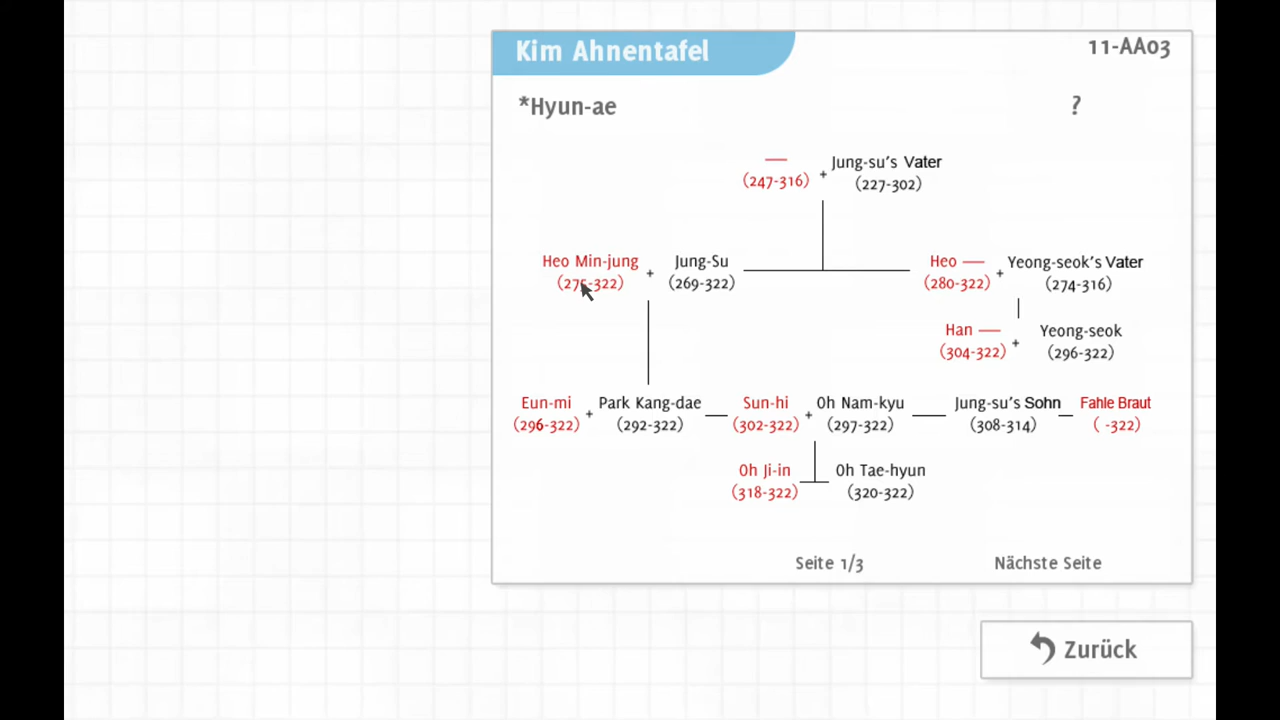 Kim Ahnentafel
11-AA03
*Hyun-ae
?
— + Jung-su's Vater
(247-316) (227-302)
Heo Min-jung + Jung-Su
(269-322)
Heo — + Yeong-seok's Vater
(280-322) (274-316)
Han — + Yeong-seok
(304-322) (296-322)
Eun-mi + Park Kang-dae — Sun-hi + Oh Nam-kyu — Jung-su's Sohn — Fahle Braut
(296-322) (292-322) (302-322) (297-322) (308-314) ( -322)
Oh Ji-in Oh Tae-hyun
(318-322) (320-322)
Seite 1/3
Nächste Seite
Zurück